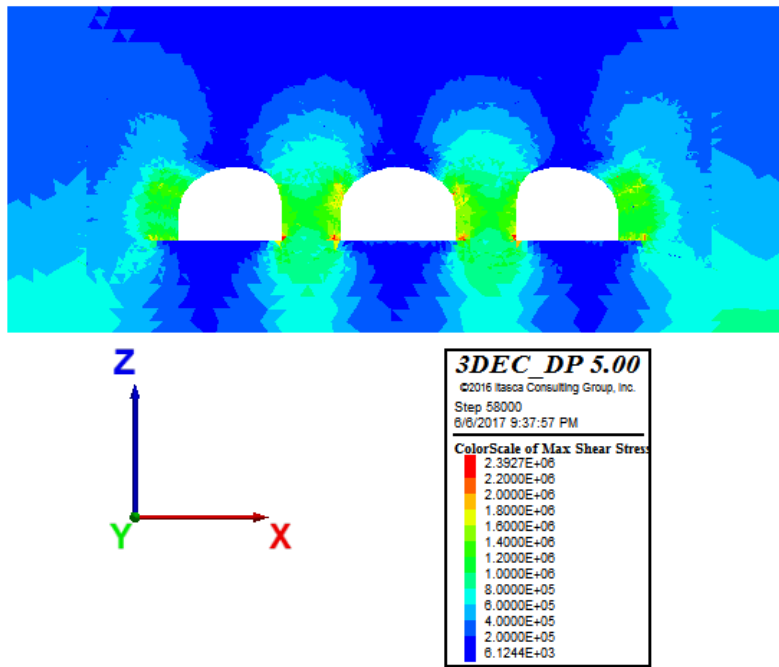 Z
Y
X
3DEC_DP 5.00
©2016 Itasca Consulting Group, Inc.
Step 58000
6/6/2017 9:37:57 PM
ColorScale of Max Shear Stress
2.3927E+06
2.2000E+06
2.0000E+06
1.8000E+06
1.6000E+06
1.4000E+06
1.2000E+06
1.0000E+06
8.0000E+05
6.0000E+05
4.0000E+05
2.0000E+05
6.1244E+03